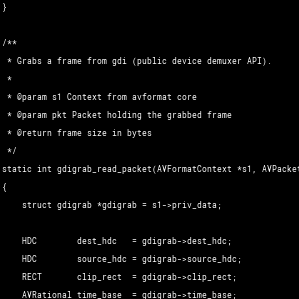 }
/**
 * Grabs a frame from gdi (public device demuxer API).
 *
 * @param s1 Context from avformat core
 * @param pkt Packet holding the grabbed frame
 * @return frame size in bytes
 */
static int gdigrab_read_packet(AVFormatContext *s1, AVPacket
{
    struct gdigrab *gdigrab = s1->priv_data;
    HDC        dest_hdc   = gdigrab->dest_hdc;
    HDC        source_hdc = gdigrab->source_hdc;
    RECT       clip_rect  = gdigrab->clip_rect;
    AVRational time_base  = gdigrab->time_base;